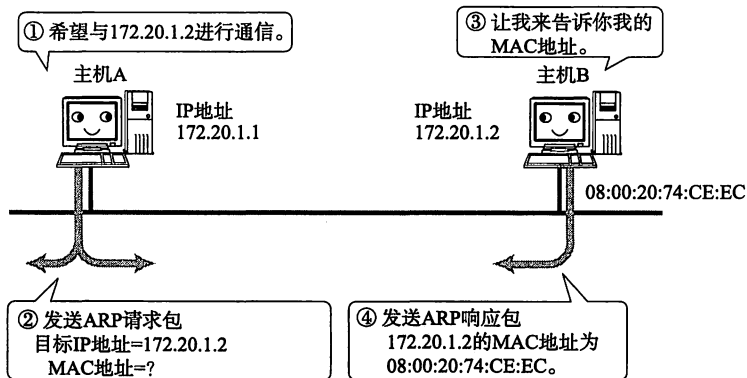 ① 希望与172.20.1.2进行通信。
③ 让我来告诉你我的
MAC地址。
主机A
主机B
IP地址
172.20.1.1
IP地址
172.20.1.2
08:00:20:74:CE:EC
② 发送ARP请求包
目标IP地址=172.20.1.2
MAC地址=?
④ 发送ARP响应包
172.20.1.2的MAC地址为
08:00:20:74:CE:EC。